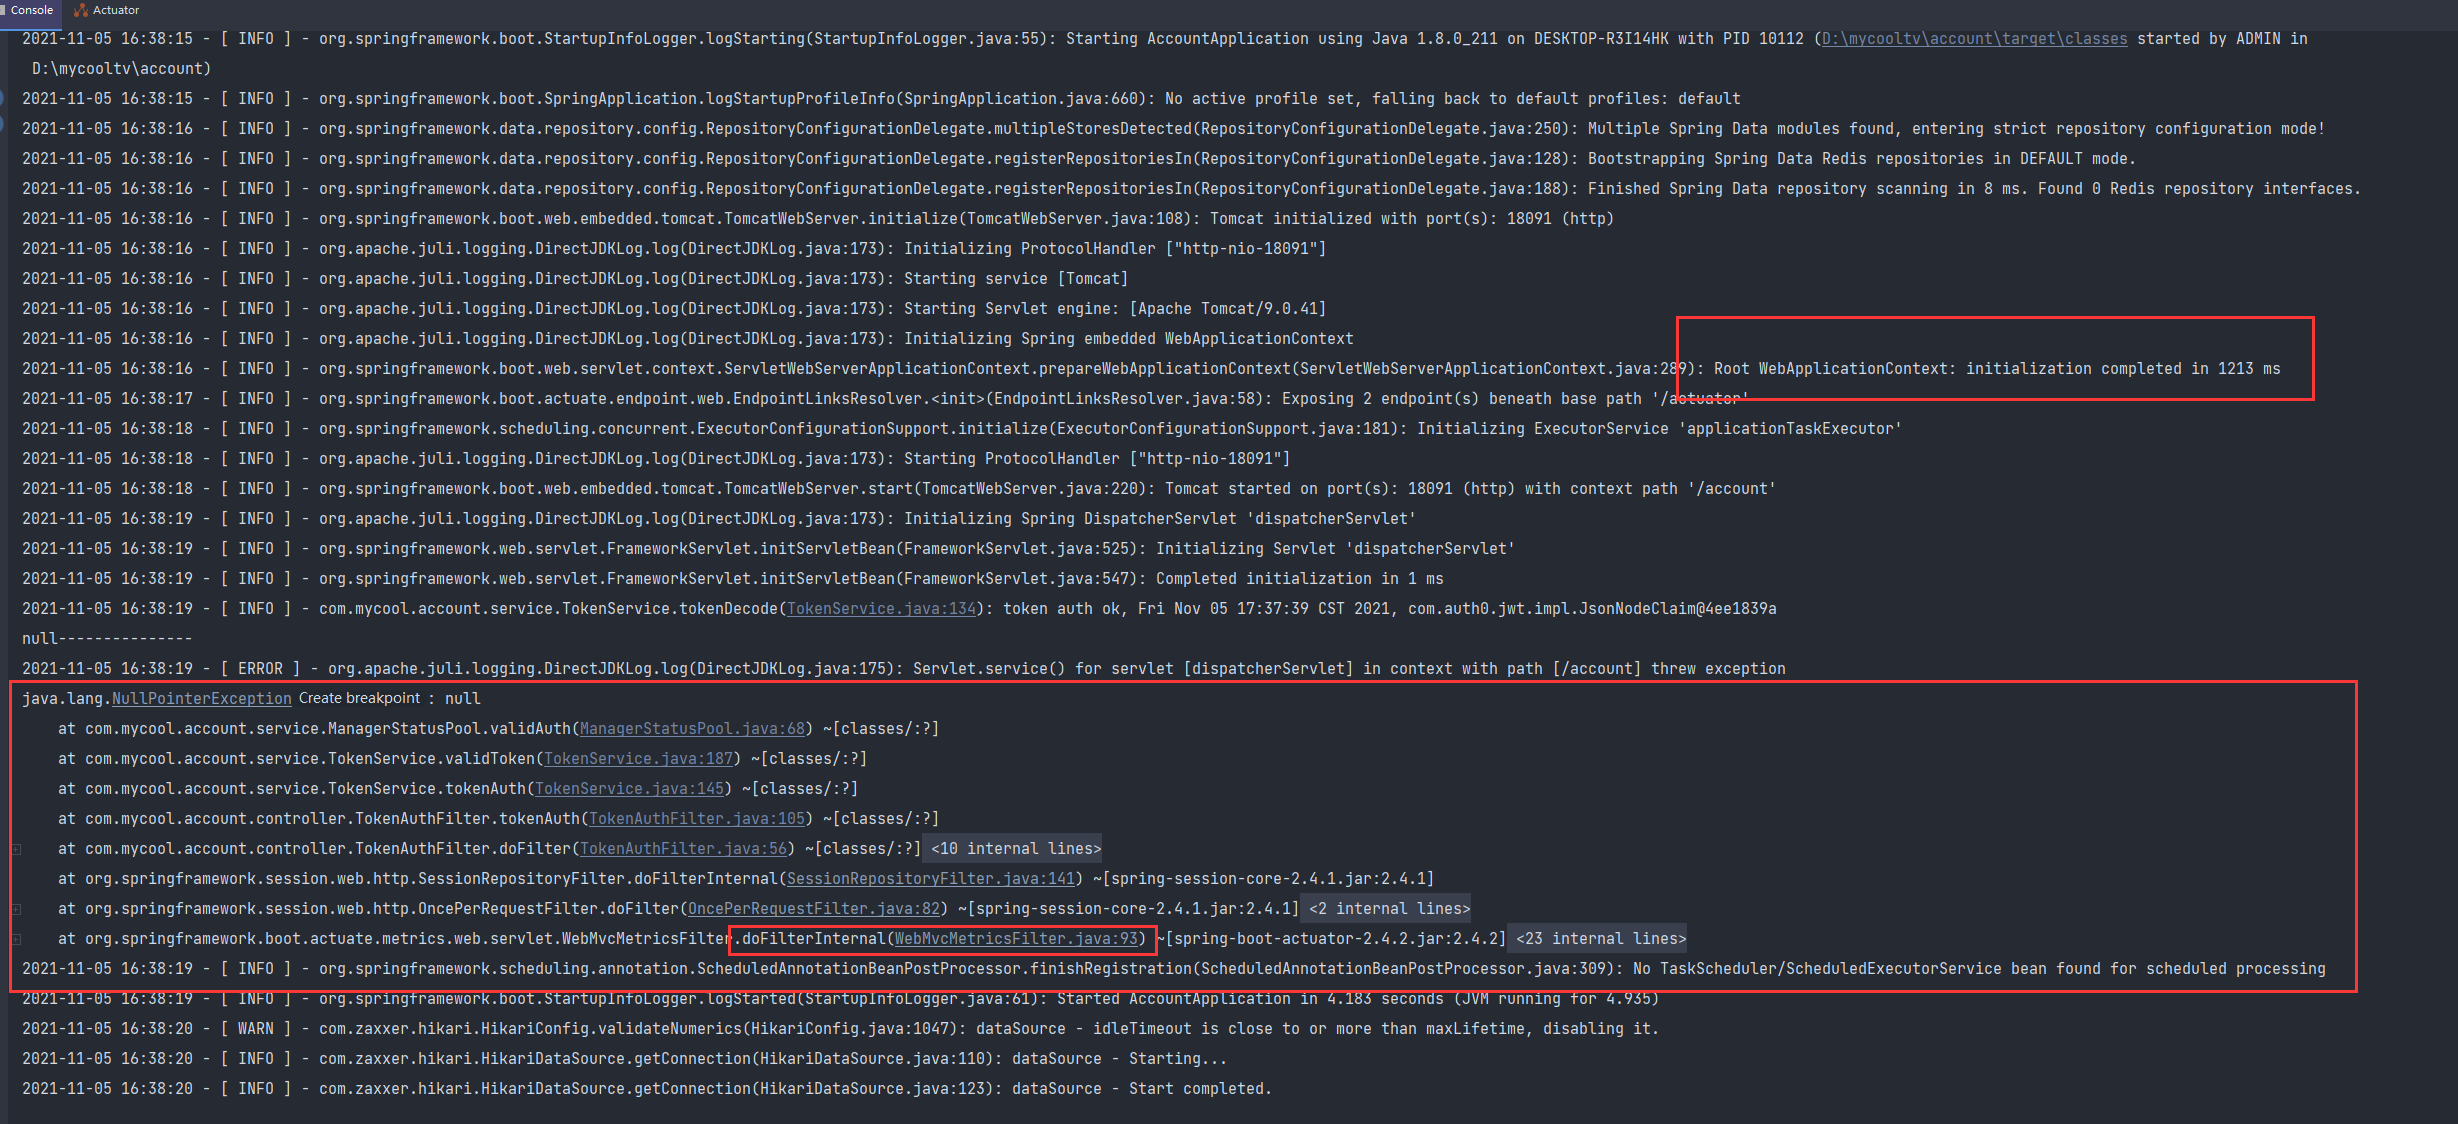 Console Actuator
2021-11-05 16:38:15 - [ INFO ] - org.springframework.boot.StartupInfoLogger.logStarting(StartupInfoLogger.java:55): Starting AccountApplication using Java 1.8.0_211 on DESKTOP-R3I14HK with PID 10112 (D:\mycooltv\account\target\classes started by ADMIN in
D:\mycooltv\account)
2021-11-05 16:38:15 - [ INFO ] - org.springframework.boot.SpringApplication.logStartupProfileInfo(SpringApplication.java:660): No active profile set, falling back to default profiles: default
2021-11-05 16:38:16 - [ INFO ] - org.springframework.data.repository.config.RepositoryConfigurationDelegate.multipleStoresDetected(RepositoryConfigurationDelegate.java:250): Multiple Spring Data modules found, entering strict repository configuration mode!
2021-11-05 16:38:16 - [ INFO ] - org.springframework.data.repository.config.RepositoryConfigurationDelegate.registerRepositoriesIn(RepositoryConfigurationDelegate.java:128): Bootstrapping Spring Data Redis repositories in DEFAULT mode.
2021-11-05 16:38:16 - [ INFO ] - org.springframework.data.repository.config.RepositoryConfigurationDelegate.registerRepositoriesIn(RepositoryConfigurationDelegate.java:188): Finished Spring Data repository scanning in 8 ms. Found 0 Redis repository interfaces.
2021-11-05 16:38:16 - [ INFO ] - org.springframework.boot.web.embedded.tomcat.TomcatWebServer.initialize(TomcatWebServer.java:108): Tomcat initialized with port(s): 18091 (http)
2021-11-05 16:38:16 - [ INFO ] - org.apache.juli.logging.DirectJDKLog.log(DirectJDKLog.java:173): Initializing ProtocolHandler ["http-nio-18091"]
2021-11-05 16:38:16 - [ INFO ] - org.apache.juli.logging.DirectJDKLog.log(DirectJDKLog.java:173): Starting service [Tomcat]
2021-11-05 16:38:16 - [ INFO ] - org.apache.juli.logging.DirectJDKLog.log(DirectJDKLog.java:173): Starting Servlet engine: [Apache Tomcat/9.0.41]
2021-11-05 16:38:16 - [ INFO ] - org.apache.juli.logging.DirectJDKLog.log(DirectJDKLog.java:173): Initializing Spring embedded WebApplicationContext
2021-11-05 16:38:16 - [ INFO ] - org.springframework.boot.web.servlet.context.ServletWebServerApplicationContext.prepareWebApplicationContext(ServletWebServerApplicationContext.java:289): Root WebApplicationContext: initialization completed in 1213 ms
2021-11-05 16:38:17 - [ INFO ] - org.springframework.boot.actuate.endpoint.web.EndpointLinksResolver.<init>(EndpointLinksResolver.java:58): Exposing 2 endpoint(s) beneath base path '/actuator'
2021-11-05 16:38:18 - [ INFO ] - org.springframework.scheduling.concurrent.ExecutorConfigurationSupport.initialize(ExecutorConfigurationSupport.java:181): Initializing ExecutorService 'applicationTaskExecutor'
2021-11-05 16:38:18 - [ INFO ] - org.apache.juli.logging.DirectJDKLog.log(DirectJDKLog.java:173): Starting ProtocolHandler ["http-nio-18091"]
2021-11-05 16:38:18 - [ INFO ] - org.springframework.boot.web.embedded.tomcat.TomcatWebServer.start(TomcatWebServer.java:220): Tomcat started on port(s): 18091 (http) with context path '/account'
2021-11-05 16:38:19 - [ INFO ] - org.apache.juli.logging.DirectJDKLog.log(DirectJDKLog.java:173): Initializing Spring DispatcherServlet 'dispatcherServlet'
2021-11-05 16:38:19 - [ INFO ] - org.springframework.web.servlet.FrameworkServlet.initServletBean(FrameworkServlet.java:525): Initializing Servlet 'dispatcherServlet'
2021-11-05 16:38:19 - [ INFO ] - org.springframework.web.servlet.FrameworkServlet.initServletBean(FrameworkServlet.java:547): Completed initialization in 1 ms
2021-11-05 16:38:19 - [ INFO ] - com.mycool.account.service.TokenService.tokenDecode(TokenService.java:134): token auth ok, Fri Nov 05 17:37:39 CST 2021, com.auth0.jwt.impl.JsonNodeClaim@4ee1839a
null---------------
2021-11-05 16:38:19 - [ ERROR ] - org.apache.juli.logging.DirectJDKLog.log(DirectJDKLog.java:175): Servlet.service() for servlet [dispatcherServlet] in context with path [/account] threw exception
java.lang.NullPointerException Create breakpoint : null
at com.mycool.account.service.ManagerStatusPool.validAuth(ManagerStatusPool.java:68) ~[classes/:?]
at com.mycool.account.service.TokenService.validToken(TokenService.java:187) ~[classes/:?]
at com.mycool.account.service.TokenService.tokenAuth(TokenService.java:145) ~[classes/:?]
at com.mycool.account.controller.TokenAuthFilter.tokenAuth(TokenAuthFilter.java:105) ~[classes/:?]
at com.mycool.account.controller.TokenAuthFilter.doFilter(TokenAuthFilter.java:56) ~[classes/:?] <10 internal lines>
at org.springframework.session.web.http.SessionRepositoryFilter.doFilterInternal(SessionRepositoryFilter.java:141) ~[spring-session-core-2.4.1.jar:2.4.1]
at org.springframework.session.web.http.OncePerRequestFilter.doFilter(OncePerRequestFilter.java:82) ~[spring-session-core-2.4.1.jar:2.4.1] <2 internal lines>
at org.springframework.boot.actuate.metrics.web.servlet.WebMvcMetricsFilter.doFilterInternal(WebMvcMetricsFilter.java:93) ~[spring-boot-actuator-2.4.2.jar:2.4.2] <23 internal lines>
2021-11-05 16:38:19 - [ INFO ] - org.springframework.scheduling.annotation.ScheduledAnnotationBeanPostProcessor.finishRegistration(ScheduledAnnotationBeanPostProcessor.java:309): No TaskScheduler/ScheduledExecutorService bean found for scheduled processing
2021-11-05 16:38:19 - [ INFO ] - org.springframework.boot.StartupInfoLogger.logStarted(StartupInfoLogger.java:61): Started AccountApplication in 4.183 seconds (JVM running for 4.935)
2021-11-05 16:38:20 - [ WARN ] - com.zaxxer.hikari.HikariConfig.validateNumerics(HikariConfig.java:1047): dataSource - idleTimeout is close to or more than maxLifetime, disabling it.
2021-11-05 16:38:20 - [ INFO ] - com.zaxxer.hikari.HikariDataSource.getConnection(HikariDataSource.java:110): dataSource - Starting...
2021-11-05 16:38:20 - [ INFO ] - com.zaxxer.hikari.HikariDataSource.getConnection(HikariDataSource.java:123): dataSource - Start completed.